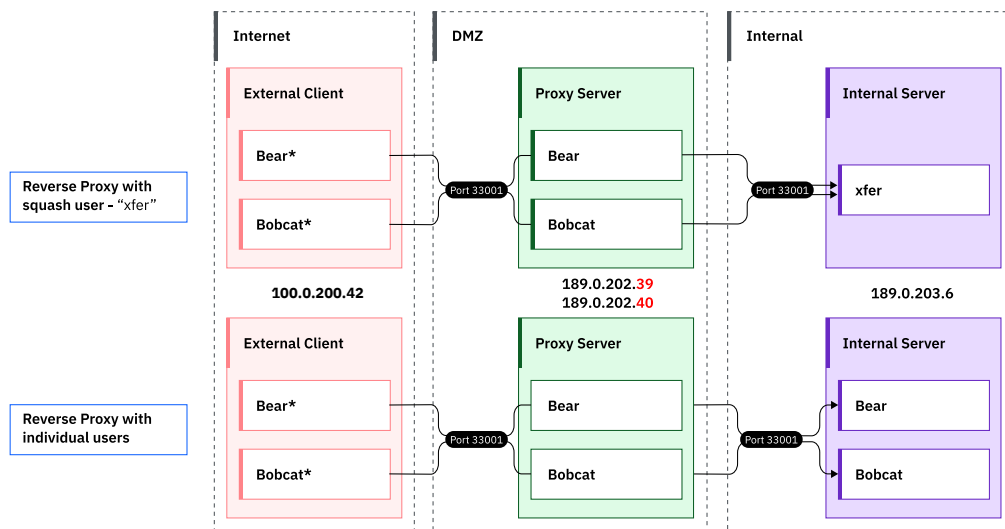 Internet
DMZ
Internal
External Client
Proxy Server
Internal Server
Bear*
Bear
Reverse Proxy with
squash user - “xfer”
Port 33001
Port 33001
xfer
Bobcat*
Bobcat
100.0.200.42
189.0.202.39
189.0.202.40
189.0.203.6
External Client
Proxy Server
Internal Server
Bear*
Bear
Bear
Reverse Proxy with
individual users
Port 33001
Port 33001
Bobcat*
Bobcat
Bobcat